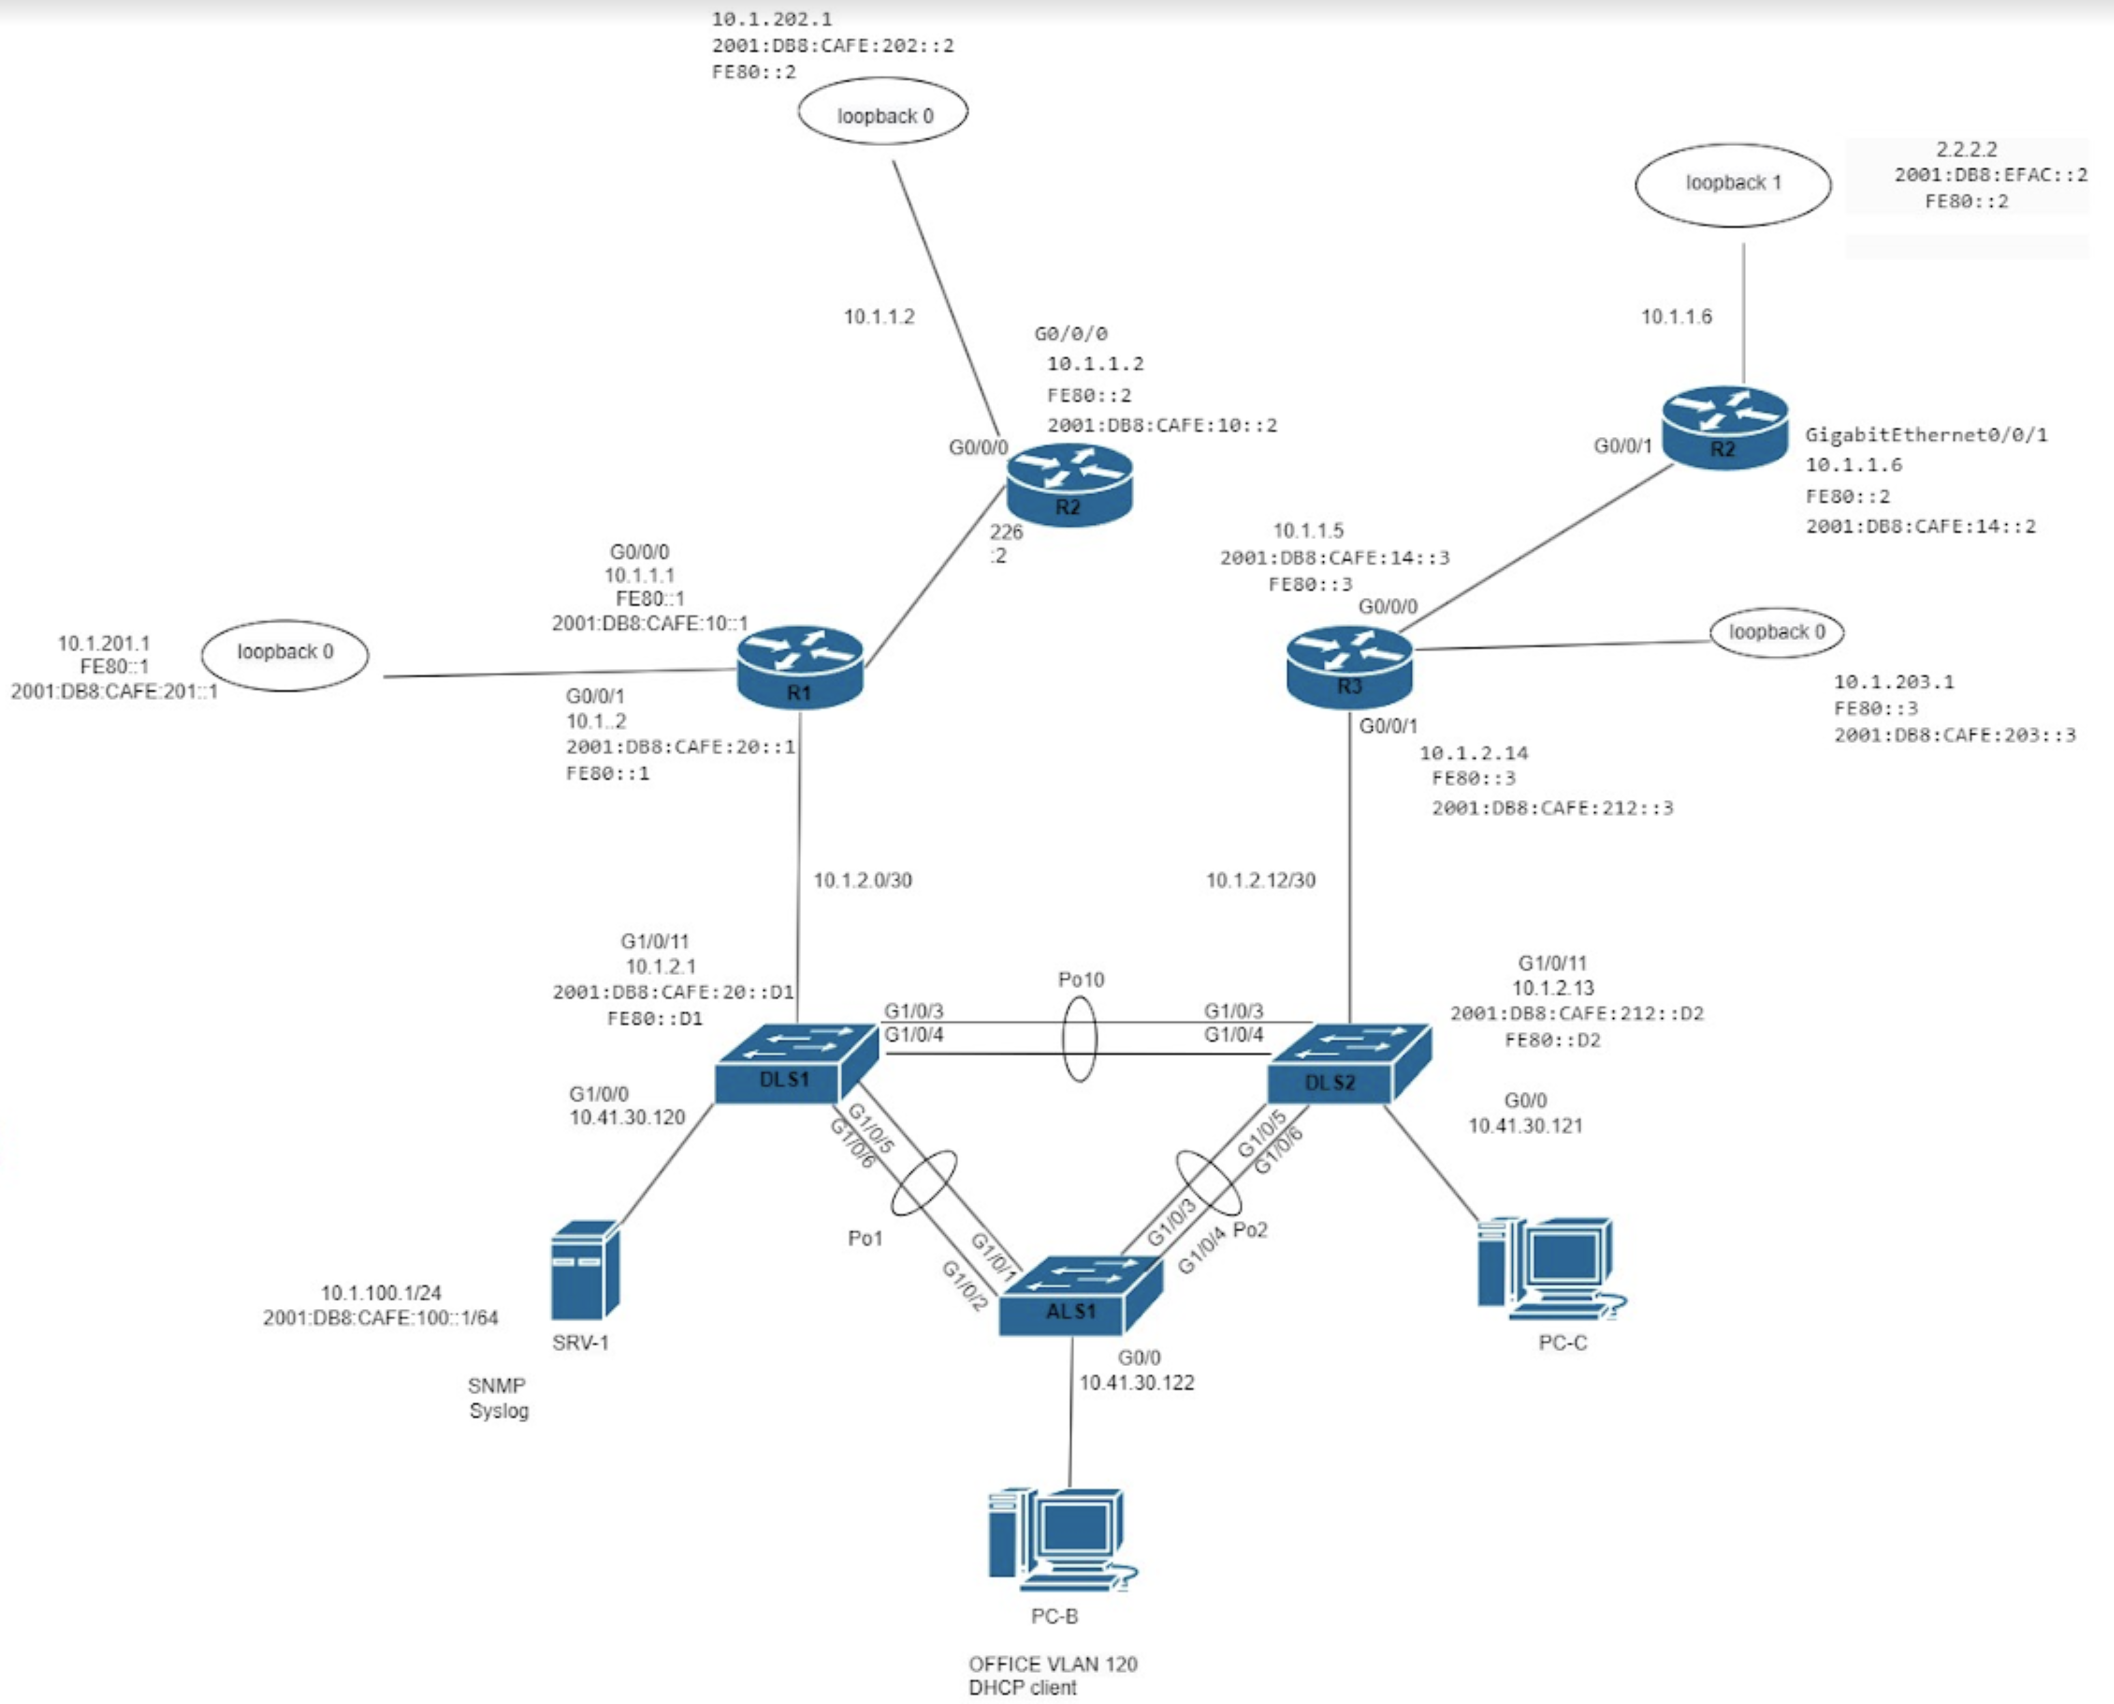 10.1.202.1
2001:DB8:CAFE:202::2
FE80::2
loopback 0
loopback 1
2.2.2.2
2001:DB8:EFAC::2
FE80::2
10.1.1.2
10.1.1.6
G0/0/0
10.1.1.2
FE80::2
2001:DB8:CAFE:10::2
G0/0/0
R2
226
:2
G0/0/1
R2
GigabitEthernet0/0/1
10.1.1.6
FE80::2
2001:DB8:CAFE:14::2
10.1.1.5
2001:DB8:CAFE:14::3
FE80::3
G0/0/0
G0/0/0
10.1.1.1
FE80::1
2001:DB8:CAFE:10::1
10.1.201.1
FE80::1
2001:DB8:CAFE:201::1
loopback 0
R1
G0/0/1
10.1..2
2001:DB8:CAFE:20::1
FE80::1
R3
loopback 0
10.1.203.1
FE80::3
2001:DB8:CAFE:203::3
G0/0/1
10.1.2.14
FE80::3
2001:DB8:CAFE:212::3
10.1.2.0/30
10.1.2.12/30
G1/0/11
10.1.2.1
2001:DB8:CAFE:20::D1
FE80::D1
Po10
G1/0/3
G1/0/4
G1/0/3
G1/0/4
G1/0/11
10.1.2.13
2001:DB8:CAFE:212::D2
FE80::D2
DLS1
DLS2
G1/0/0
10.41.30.120
G0/0
10.41.30.121
G1/0/5
G1/0/6
G1/0/5
G1/0/6
Po1
G1/0/1
G1/0/2
G1/0/3
G1/0/4
Po2
ALS1
10.1.100.1/24
2001:DB8:CAFE:100::1/64
SRV-1
SNMP
Syslog
PC-C
G0/0
10.41.30.122
PC-B
OFFICE VLAN 120
DHCP client